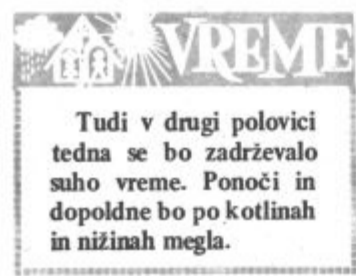 VREME
Tudi v drugi polovici
tedna se bo zadrževalo
suho vreme. Ponoči in
dopoldne bo po kotlinah
in nižinah megla.